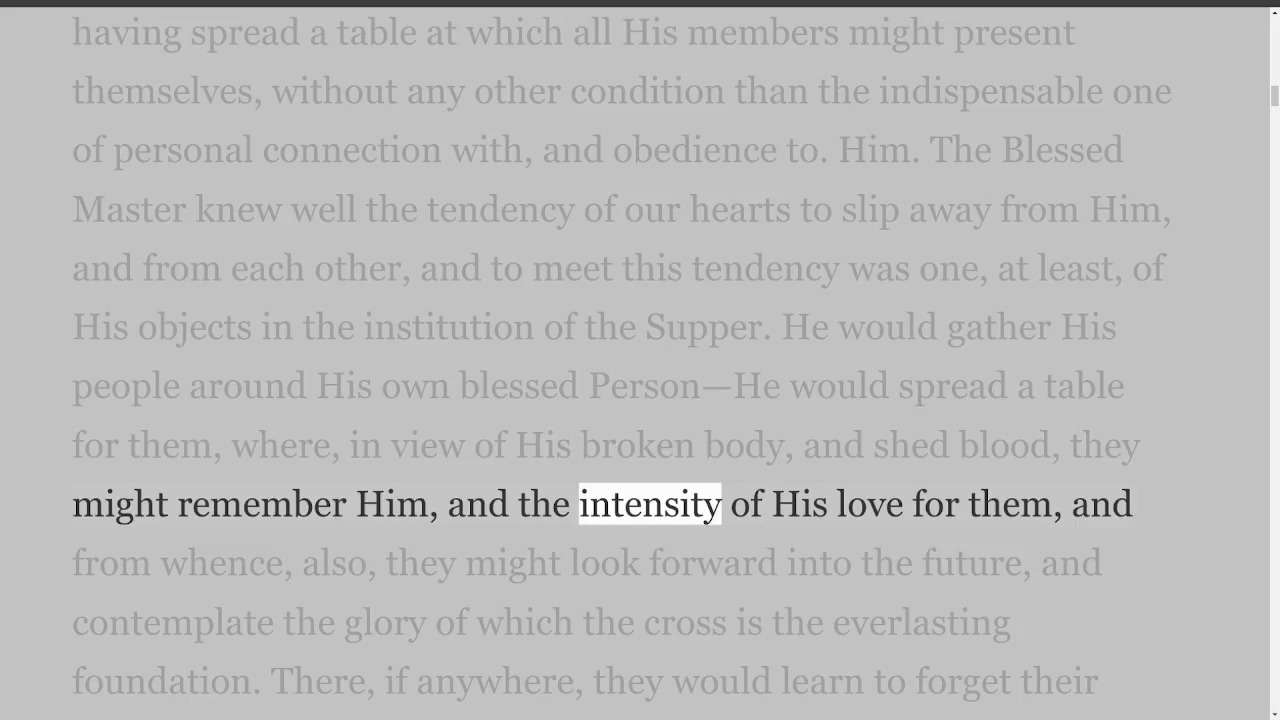 having spread a table at which all His members might present
themselves, without any other condition than the indispensable one
of personal connection with, and obedience to. Him. The Blessed
Master knew well the tendency of our hearts to slip away from Him,
and from each other, and to meet this tendency was one, at least, of
His objects in the institution of the Supper. He would gather His
people around His own blessed Person—He would spread a table
for them, where, in view of His broken body, and shed blood, they
might remember Him, and the intensity of His love for them, and
from whence, also, they might look forward into the future, and
contemplate the glory of which the cross is the everlasting
foundation. There, if anywhere, they would learn to forget their